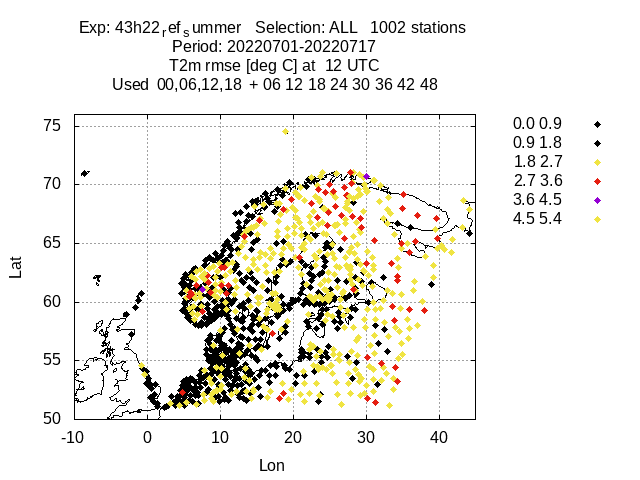 Exp: 43h22refsummer Selection: ALL 1002 stations
Period: 20220701-20220717
T2m rmse [deg C] at 12 UTC
Used 00,06,12,18 + 06 12 18 24 30 36 42 48
0.0 0.9
0.9 1.8
1.8 2.7
2.7 3.6
3.6 4.5
4.5 5.4
75
70
65
60
55
50
Lat
-10 0 10 20 30 40
Lon